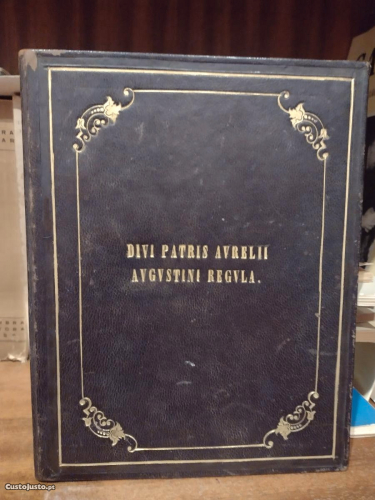 DIVI PATRIS AVRELII
AVGVSTINI REGVLA.
CustoJusto.pt